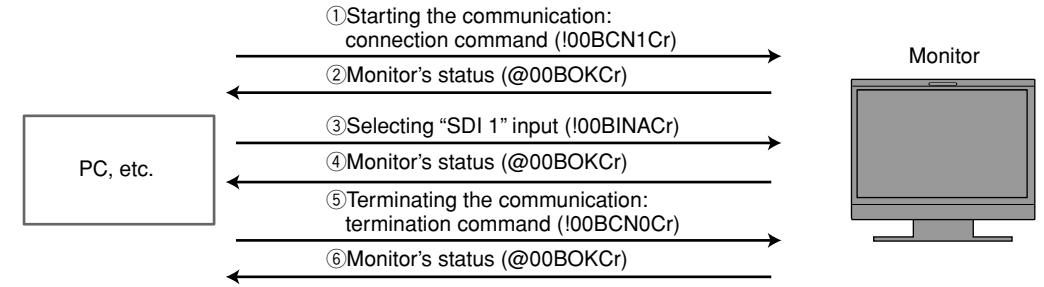 ①Starting the communication:
connection command (!00BCN1Cr)
Monitor
②Monitor's status (@00BOKCr)
③Selecting “SDI 1” input (!00BINACr)
PC, etc.
④Monitor's status (@00BOKCr)
⑤Terminating the communication:
termination command (!00BCN0Cr)
⑥Monitor's status (@00BOKCr)